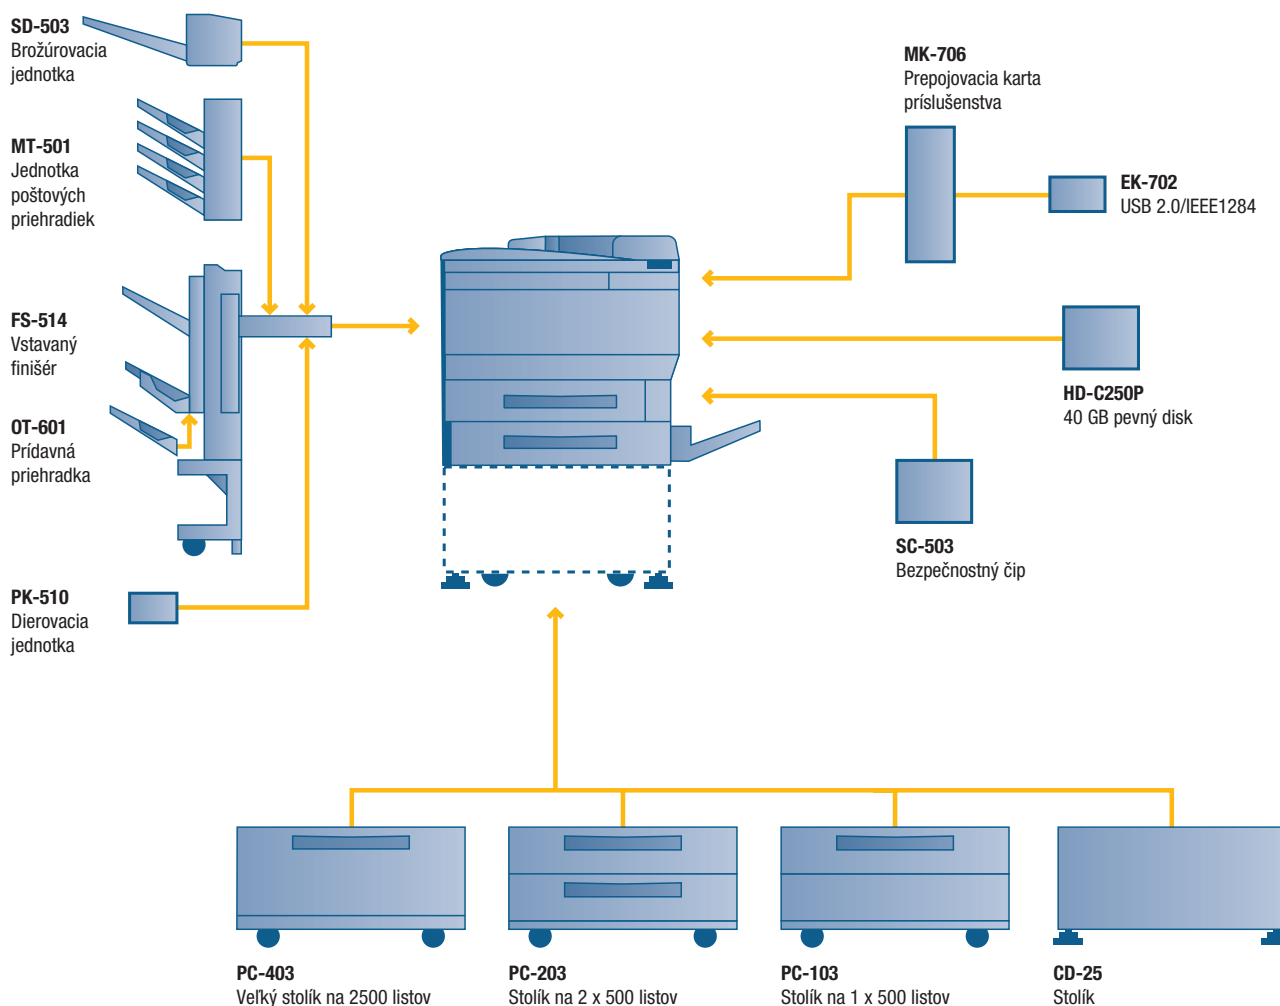 SD-503
Brožúrovacia
jednotka
MT-501
Jednotka
poštových
priehradiek
FS-514
Vstavaný
finišér
OT-601
Prídavná
priehradka
PK-510
Dierovacia
jednotka
MK-706
Prepojovacia karta
príslušenstva
EK-702
USB 2.0/IEEE1284
HD-C250P
40 GB pevný disk
SC-503
Bezpečnostný čip
PC-403
Veľký stolík na 2500 listov
PC-203
Stolík na 2 x 500 listov
PC-103
Stolík na 1 x 500 listov
CD-25
Stolík